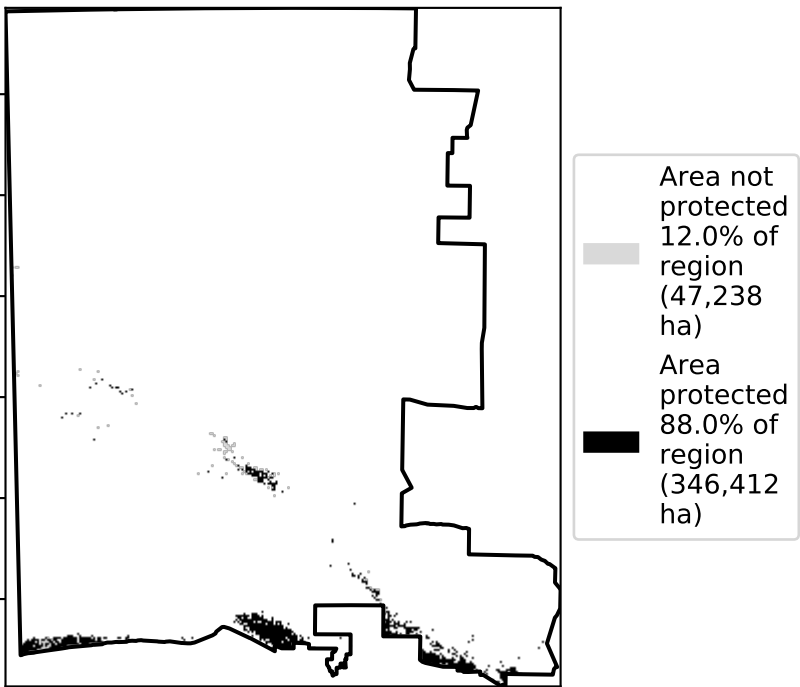 Area not
protected
12.0% of
region
(47,238
ha)
Area
protected
88.0% of
region
(346,412
ha)